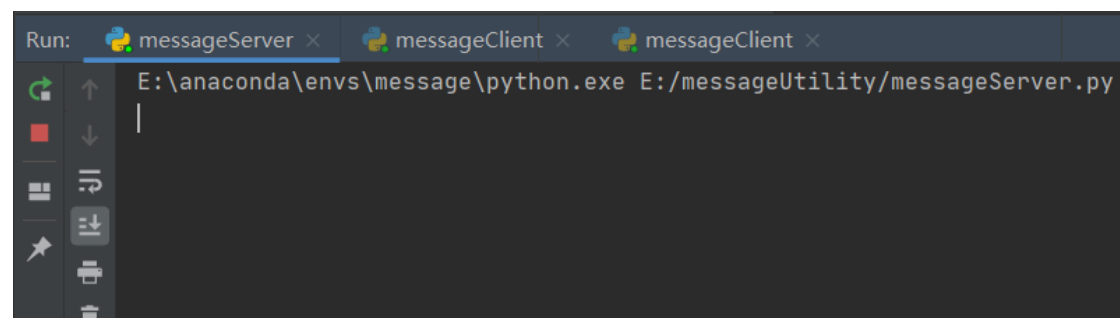 Run: messageServer × messageClient × messageClient ×
E:\anaconda\envs\message\python.exe E:/messageUtility/messageServer.py